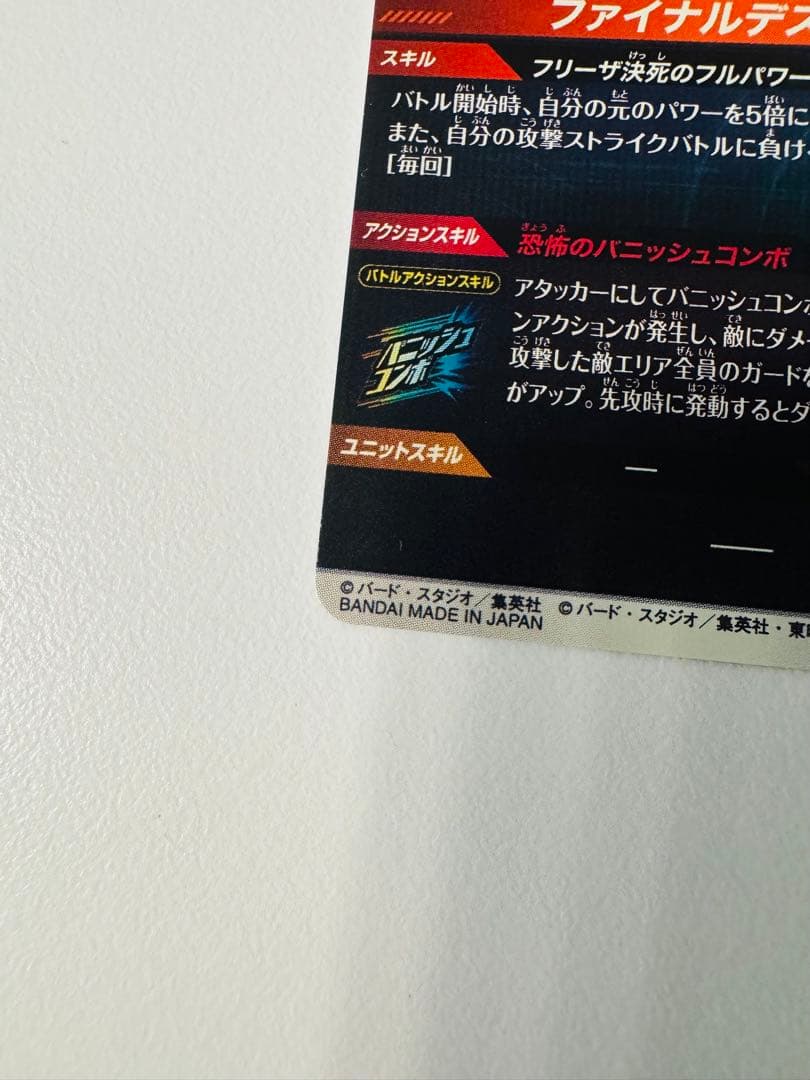 ファイナルデス
スキル
フリーザ決死のフルパワー
バトル開始時、自分の元のパワーを5倍に
また、自分の攻撃ストライクバトルに負け
[毎回]
アクションスキル
恐怖のバニッシュコンボ
バトルアクションスキル
アタッカーにしてバニッシュコンボ
ンアクションが発生し、敵にダメー
攻撃した敵エリア全員のガードな
がアップ。先攻時に発動するとダ
バニッシュ
コンボ
ユニットスキル
—
—
©バード・スタジオ／集英社 ©バード・スタジオ／集英社・東
BANDAI MADE IN JAPAN